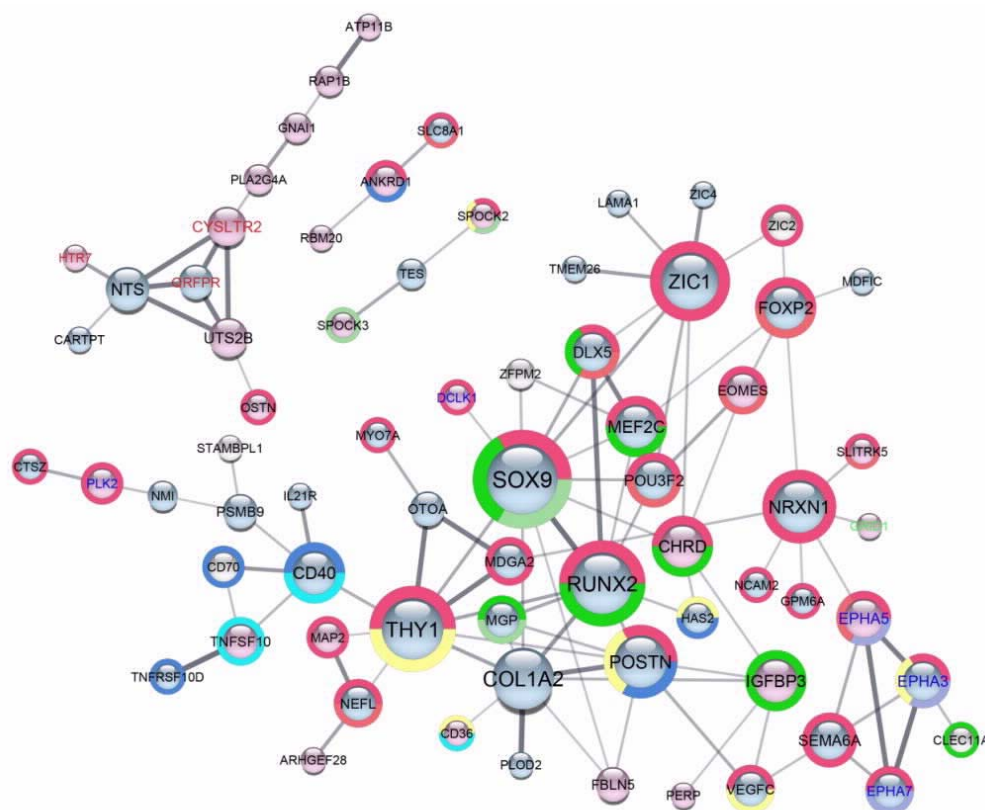 ATP11B
RAP1B
GNAI1
SLC8A1
PLA2G4A
ANKRD1
ZIC4
LAMA1
SPOCK2
CYSLTR2
ZIC2
RBM20
HTR7
TES
TMEM26
ZIC1
MDFIC
QRFPR
NTS
FOXP2
SPOCK3
UTS2B
CARTPT
DLX5
ZFPM2
EOMES
DCLK1
OSTN
MEF2C
MYO7A
STAMBPL1
SLITRK5
CTSZ
SOX9
POU3F2
PLK2
NMI
IL21R
NRXN1
PSMB9
OTOA
CHRD
MDGA2
CD70
CD40
RUNX2
NCAM2
GPM6A
MGP
HAS2
EPHA5
THY1
TNFSF10
MAP2
POSTN
TNFRSF10D
COL1A2
IGFBP3
EPHA3
NEFL
CD36
SEMA6A
CLEC11A
ARHGEF28
PLOD2
FBLN5
PERP
VEGFC
EPHA7